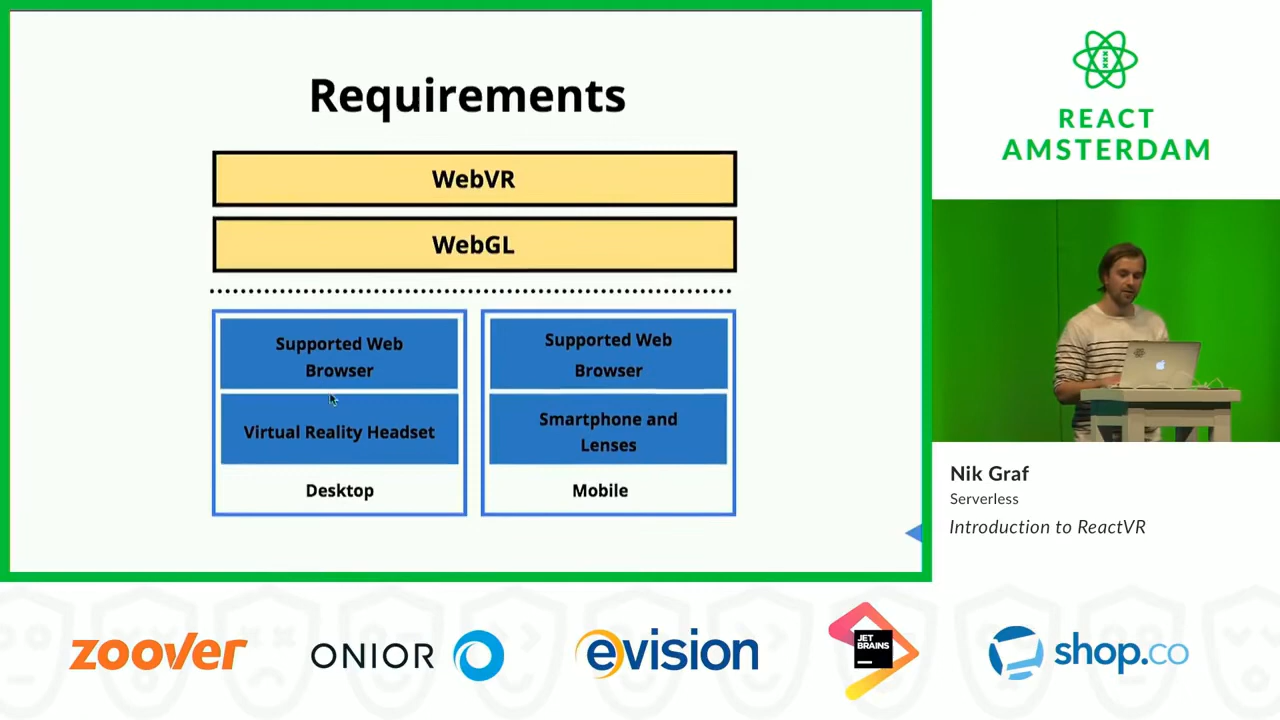 Requirements
WebVR
WebGL
Supported Web
Browser
Virtual Reality Headset
Desktop
Supported Web
Browser
Smartphone and
Lenses
Mobile
REACT
AMSTERDAM
Nik Graf
Serverless
Introduction to ReactVR
zoover
ONIOR
evision
JET
BRAINS
shop.co